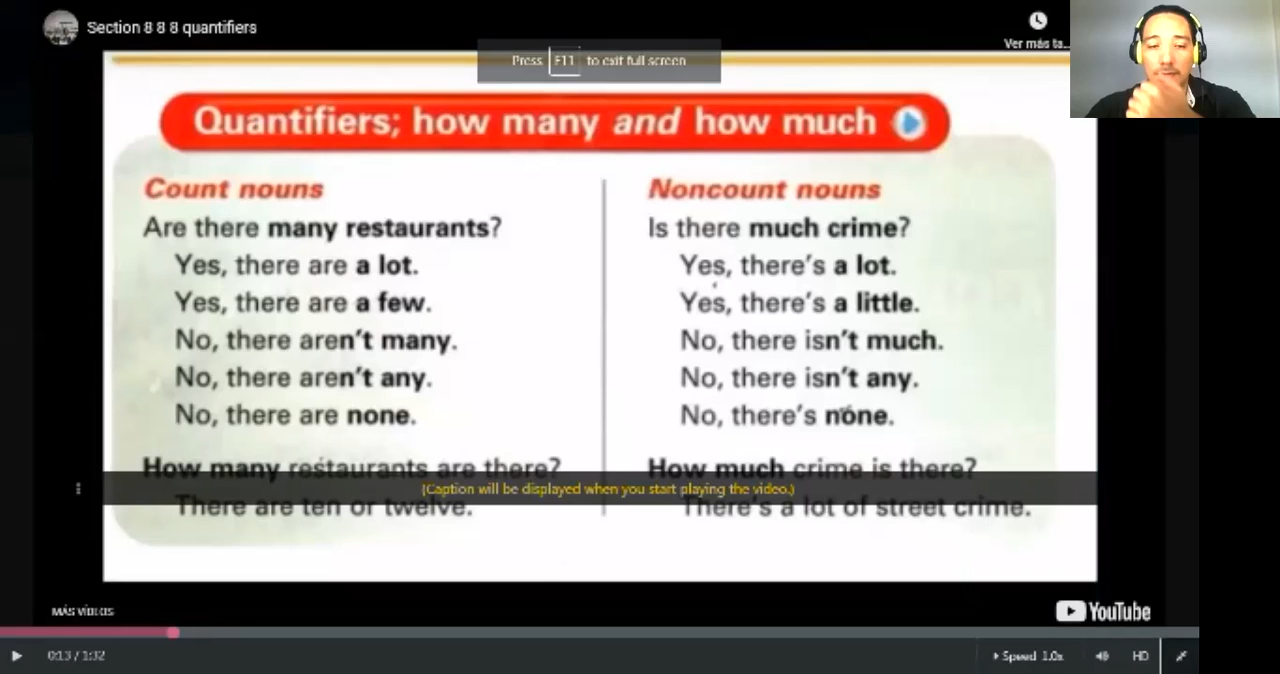 Section 8 8 8 quantifiers
Ver más ta...
Press F11 to exit full screen
Quantifiers; how many and how much
Count nouns
Are there many restaurants?
Yes, there are a lot.
Yes, there are a few.
No, there aren't many.
No, there aren't any.
No, there are none.
How many restaurants are there?
There are ten or twelve.
Noncount nouns
Is there much crime?
Yes, there's a lot.
Yes, there's a little.
No, there isn't much.
No, there isn't any.
No, there's none.
How much crime is there?
There's a lot of street crime.
(Caption will be displayed when you start playing the video.)
MÁS VÍDEOS
YouTube
0:13 / 1:32
Speed 1.0x
HD